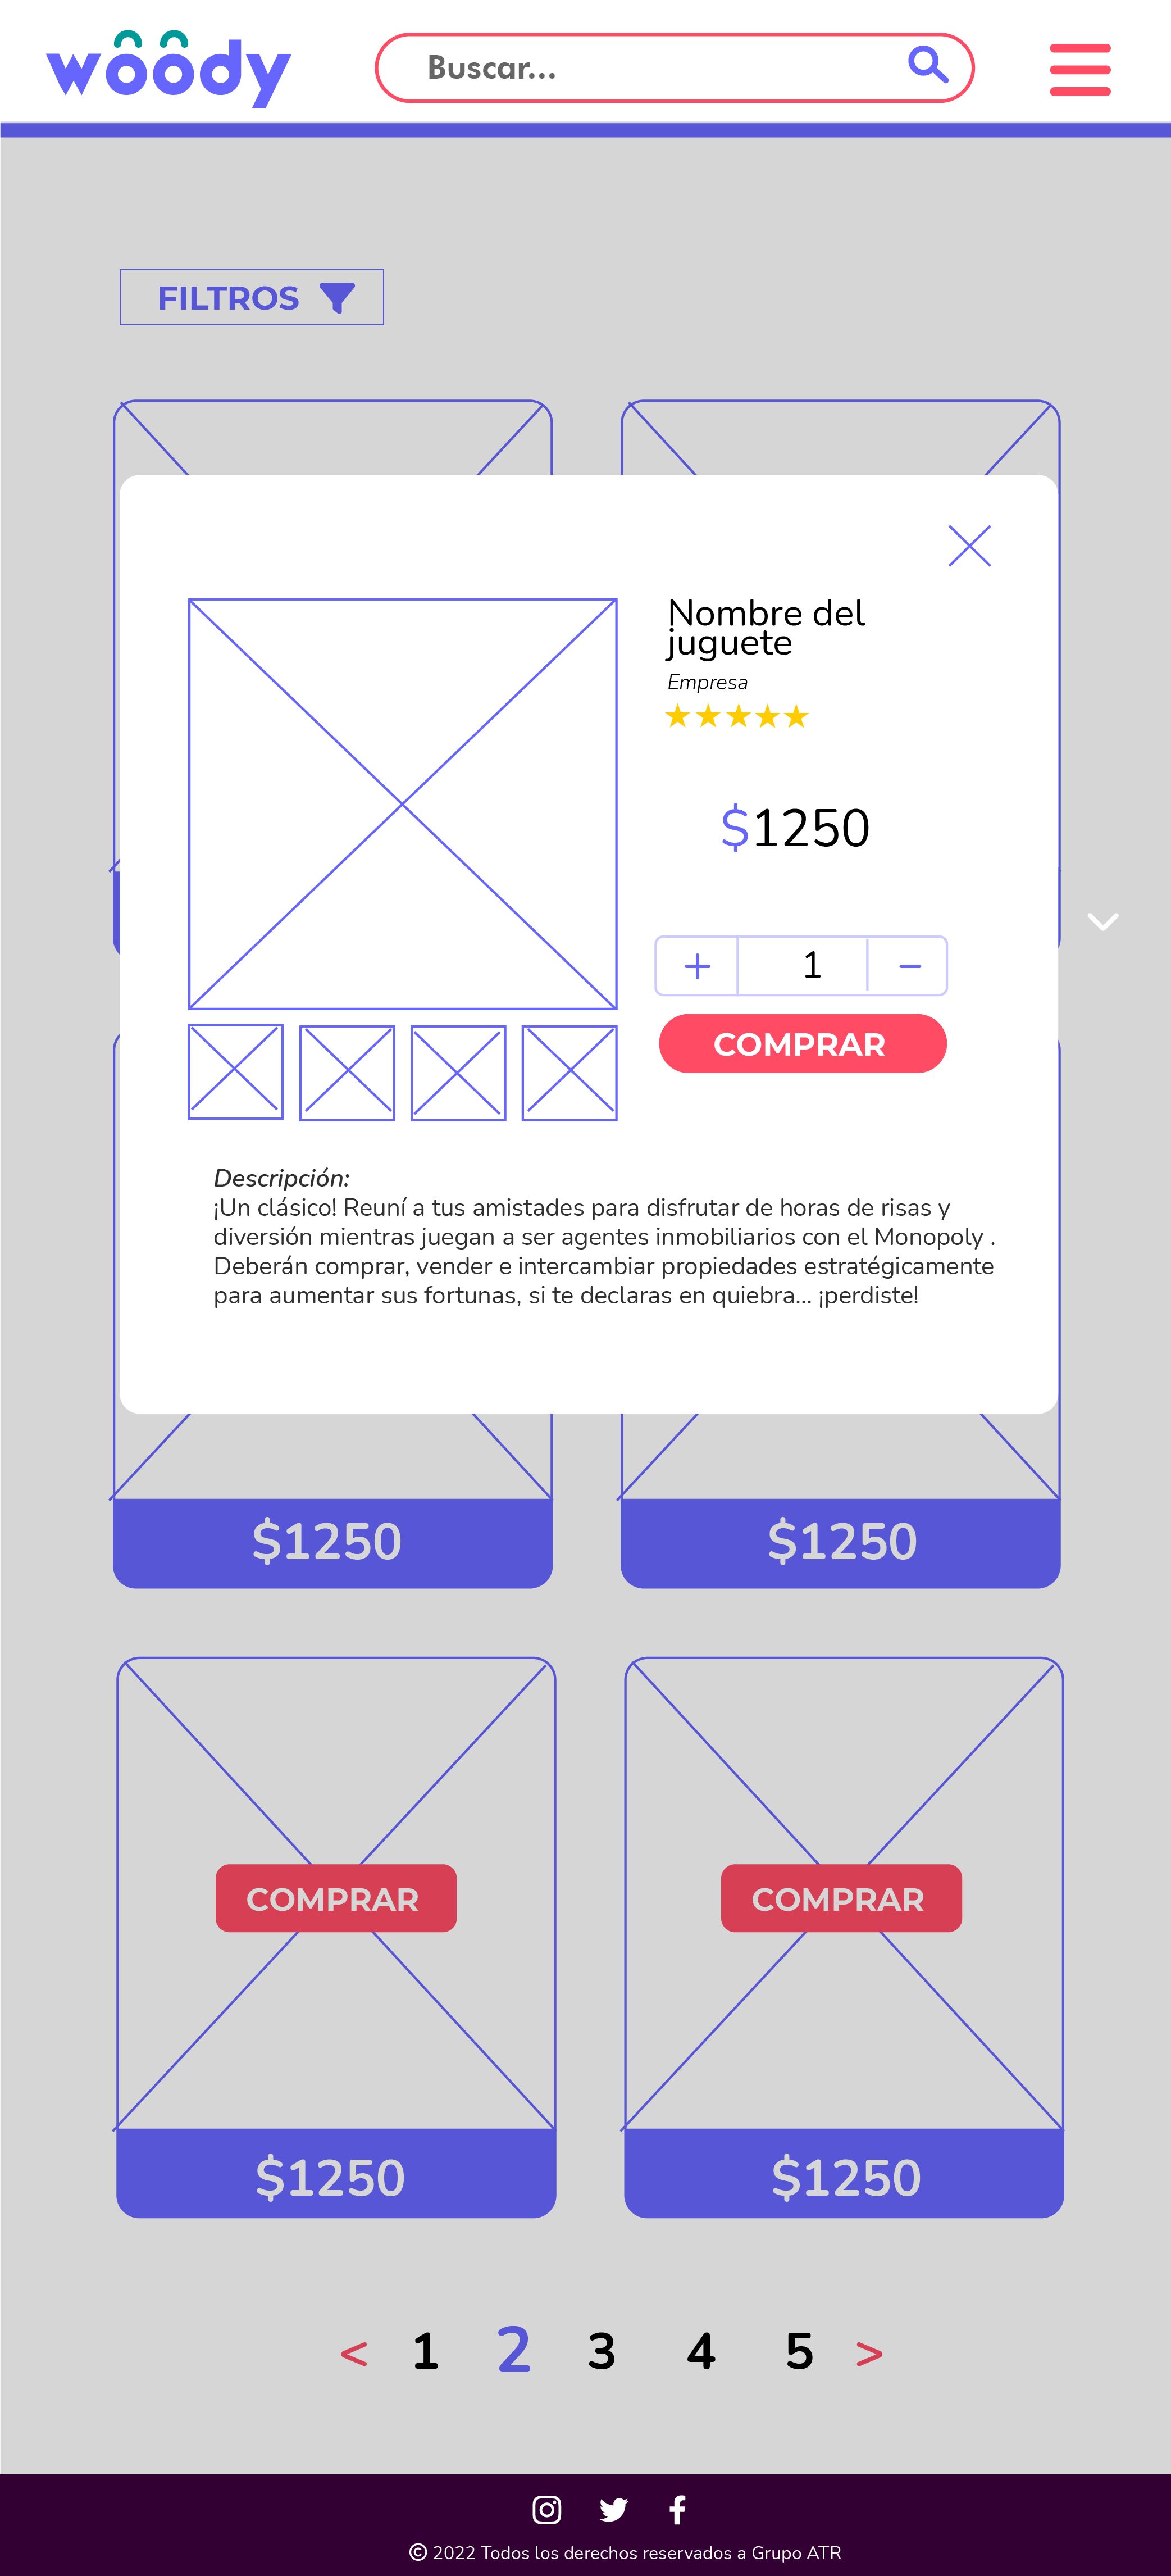 woody
Buscar...
FILTROS
Nombre del
juguete
Empresa
$1250
+ 1 −
COMPRAR
Descripción:
¡Un clásico! Reuní a tus amistades para disfrutar de horas de risas y
diversión mientras juegan a ser agentes inmobiliarios con el Monopoly .
Deberán comprar, vender e intercambiar propiedades estratégicamente
para aumentar sus fortunas, si te declaras en quiebra... ¡perdiste!
$1250 $1250
COMPRAR COMPRAR
$1250 $1250
< 1 2 3 4 5 >
© 2022 Todos los derechos reservados a Grupo ATR